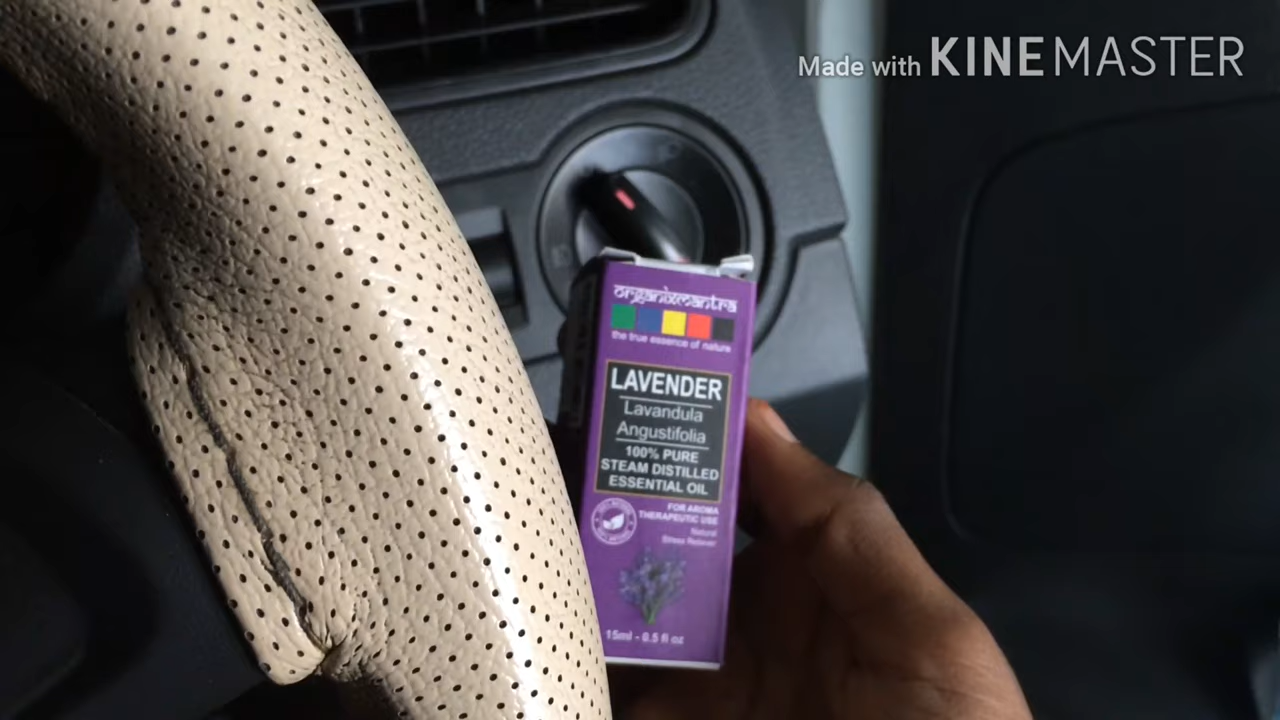 Made with KINEMASTER
organixmantra
the true essence of nature
LAVENDER
Lavandula
Angustifolia
100% PURE
STEAM DISTILLED
ESSENTIAL OIL
FOR AROMA
THERAPEUTIC USE
Natural
Stress Reliever
15ml - 0.5 fl oz